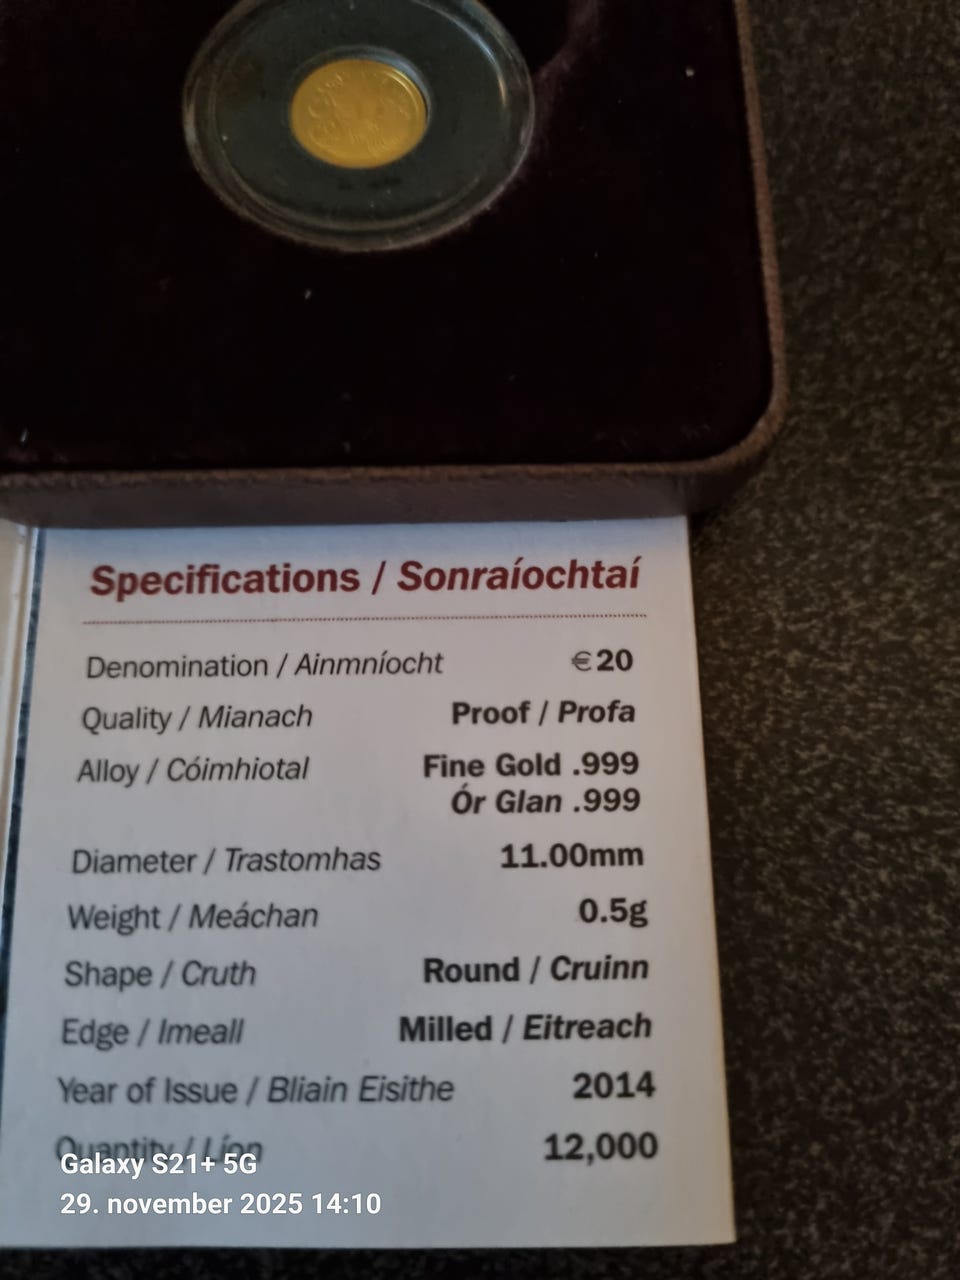 Specifications / Sonraíochtaí
Denomination / Ainmníocht €20
Quality / Mianach Proof / Profa
Alloy / Cóimhiotal Fine Gold .999
Ór Glan .999
Diameter / Trastomhas 11.00mm
Weight / Meáchan 0.5g
Shape / Cruth Round / Cruinn
Edge / Imeall Milled / Eitreach
Year of Issue / Bliain Eisithe 2014
Quantity / Líon 12,000
Galaxy S21+ 5G
29. november 2025 14:10